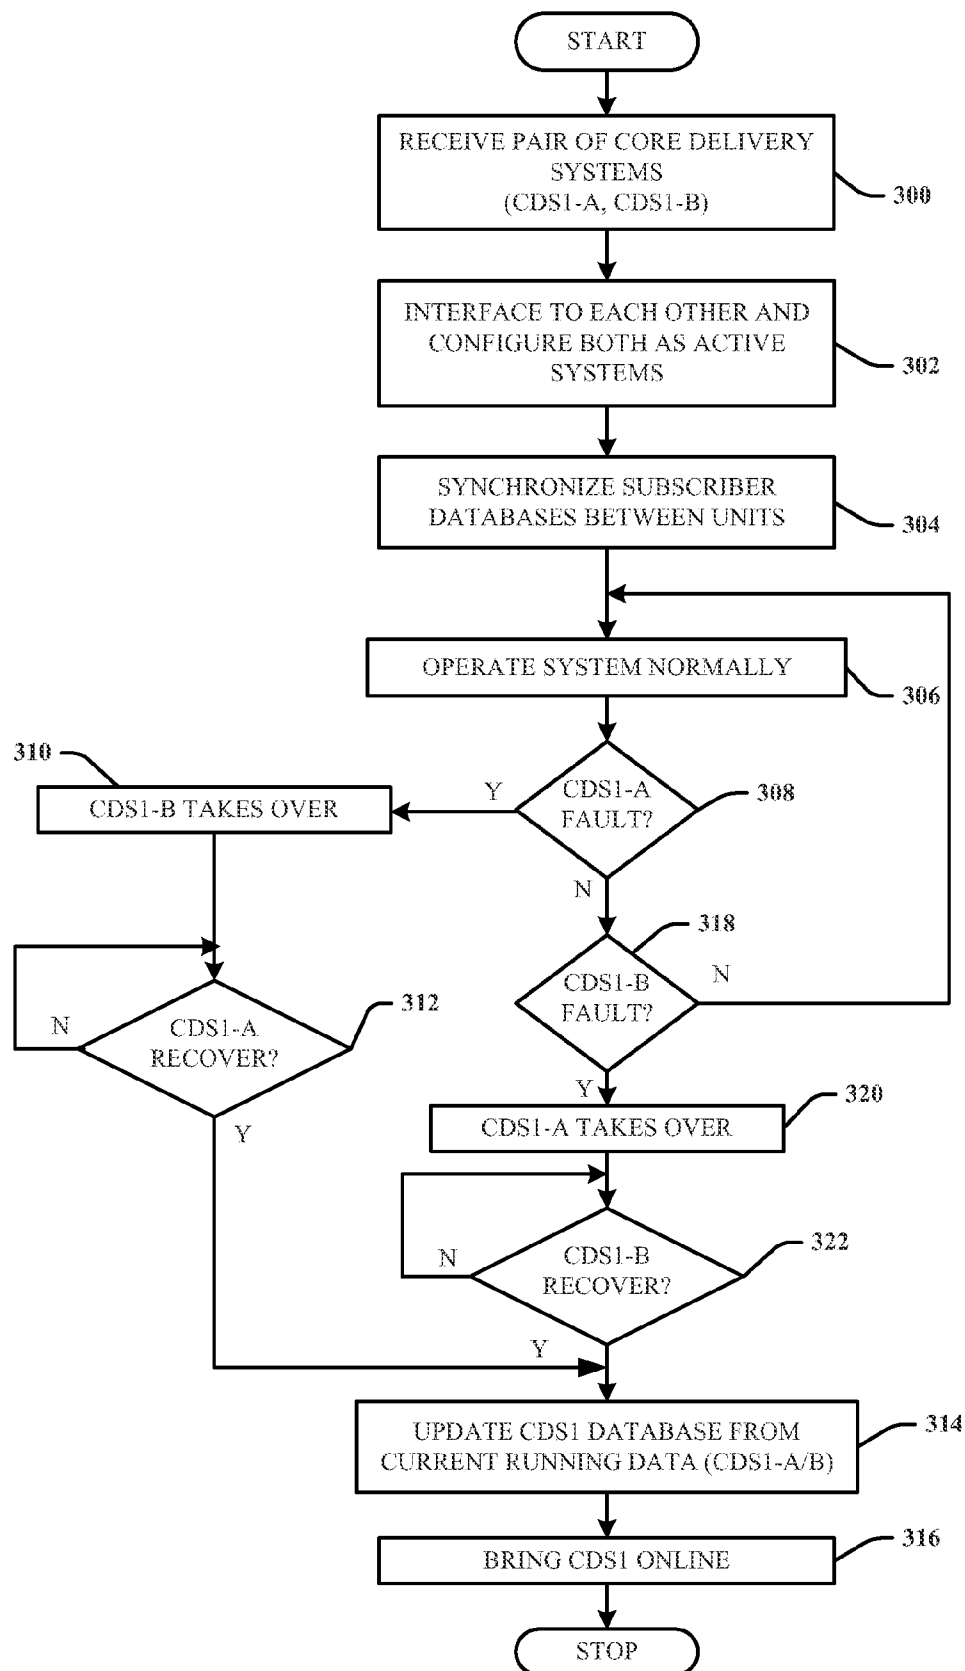 START
RECEIVE PAIR OF CORE DELIVERY
SYSTEMS
(CDS1-A, CDS1-B)
300
INTERFACE TO EACH OTHER AND
CONFIGURE BOTH AS ACTIVE
SYSTEMS
302
SYNCHRONIZE SUBSCRIBER
DATABASES BETWEEN UNITS
304
OPERATE SYSTEM NORMALLY
306
CDS1-A
FAULT?
308
Y
N
310
CDS1-B TAKES OVER
CDS1-A
RECOVER?
312
N
Y
CDS1-B
FAULT?
318
N
Y
CDS1-A TAKES OVER
320
CDS1-B
RECOVER?
322
N
Y
UPDATE CDS1 DATABASE FROM
CURRENT RUNNING DATA (CDS1-A/B)
314
BRING CDS1 ONLINE
316
STOP